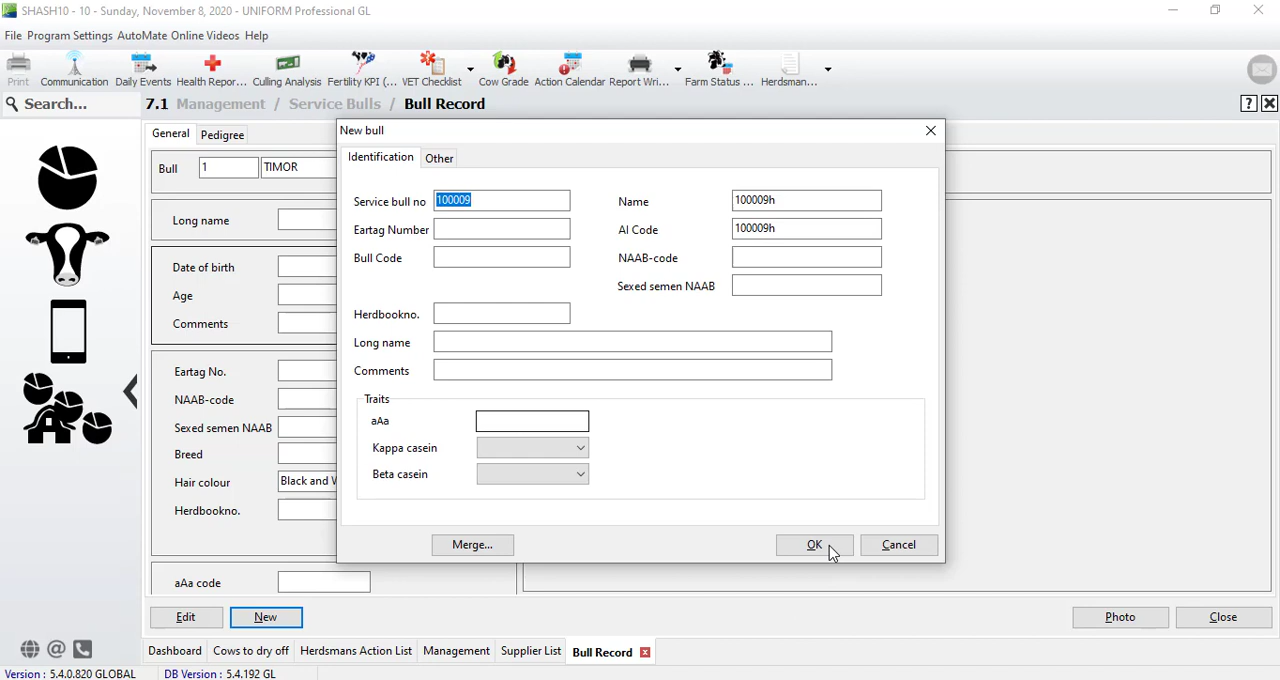 SHASH10 - 10 - Sunday, November 8, 2020 - UNIFORM Professional GL
File Program Settings AutoMate Online Videos Help
Print Communication Daily Events Health Repor... Culling Analysis Fertility KPI (... VET Checklist Cow Grade Action Calendar Report Wri... Farm Status ... Herdsman...
Search... 7.1 Management / Service Bulls / Bull Record ?
General Pedigree
Bull 1 TIMOR
Long name
Date of birth
Age
Comments
Eartag No.
NAAB-code
Sexed semen NAAB
Breed
Hair colour Black and W
Herdbookno.
aAa code
New bull
Identification Other
Service bull no 100009 Name 100009h
Eartag Number AI Code 100009h
Bull Code NAAB-code
Sexed semen NAAB
Herdbookno.
Long name
Comments
Traits
aAa
Kappa casein
Beta casein
Merge... OK Cancel
Edit New Photo Close
Dashboard Cows to dry off Herdsmans Action List Management Supplier List Bull Record
Version : 5.4.0.820 GLOBAL DB Version : 5.4.192 GL